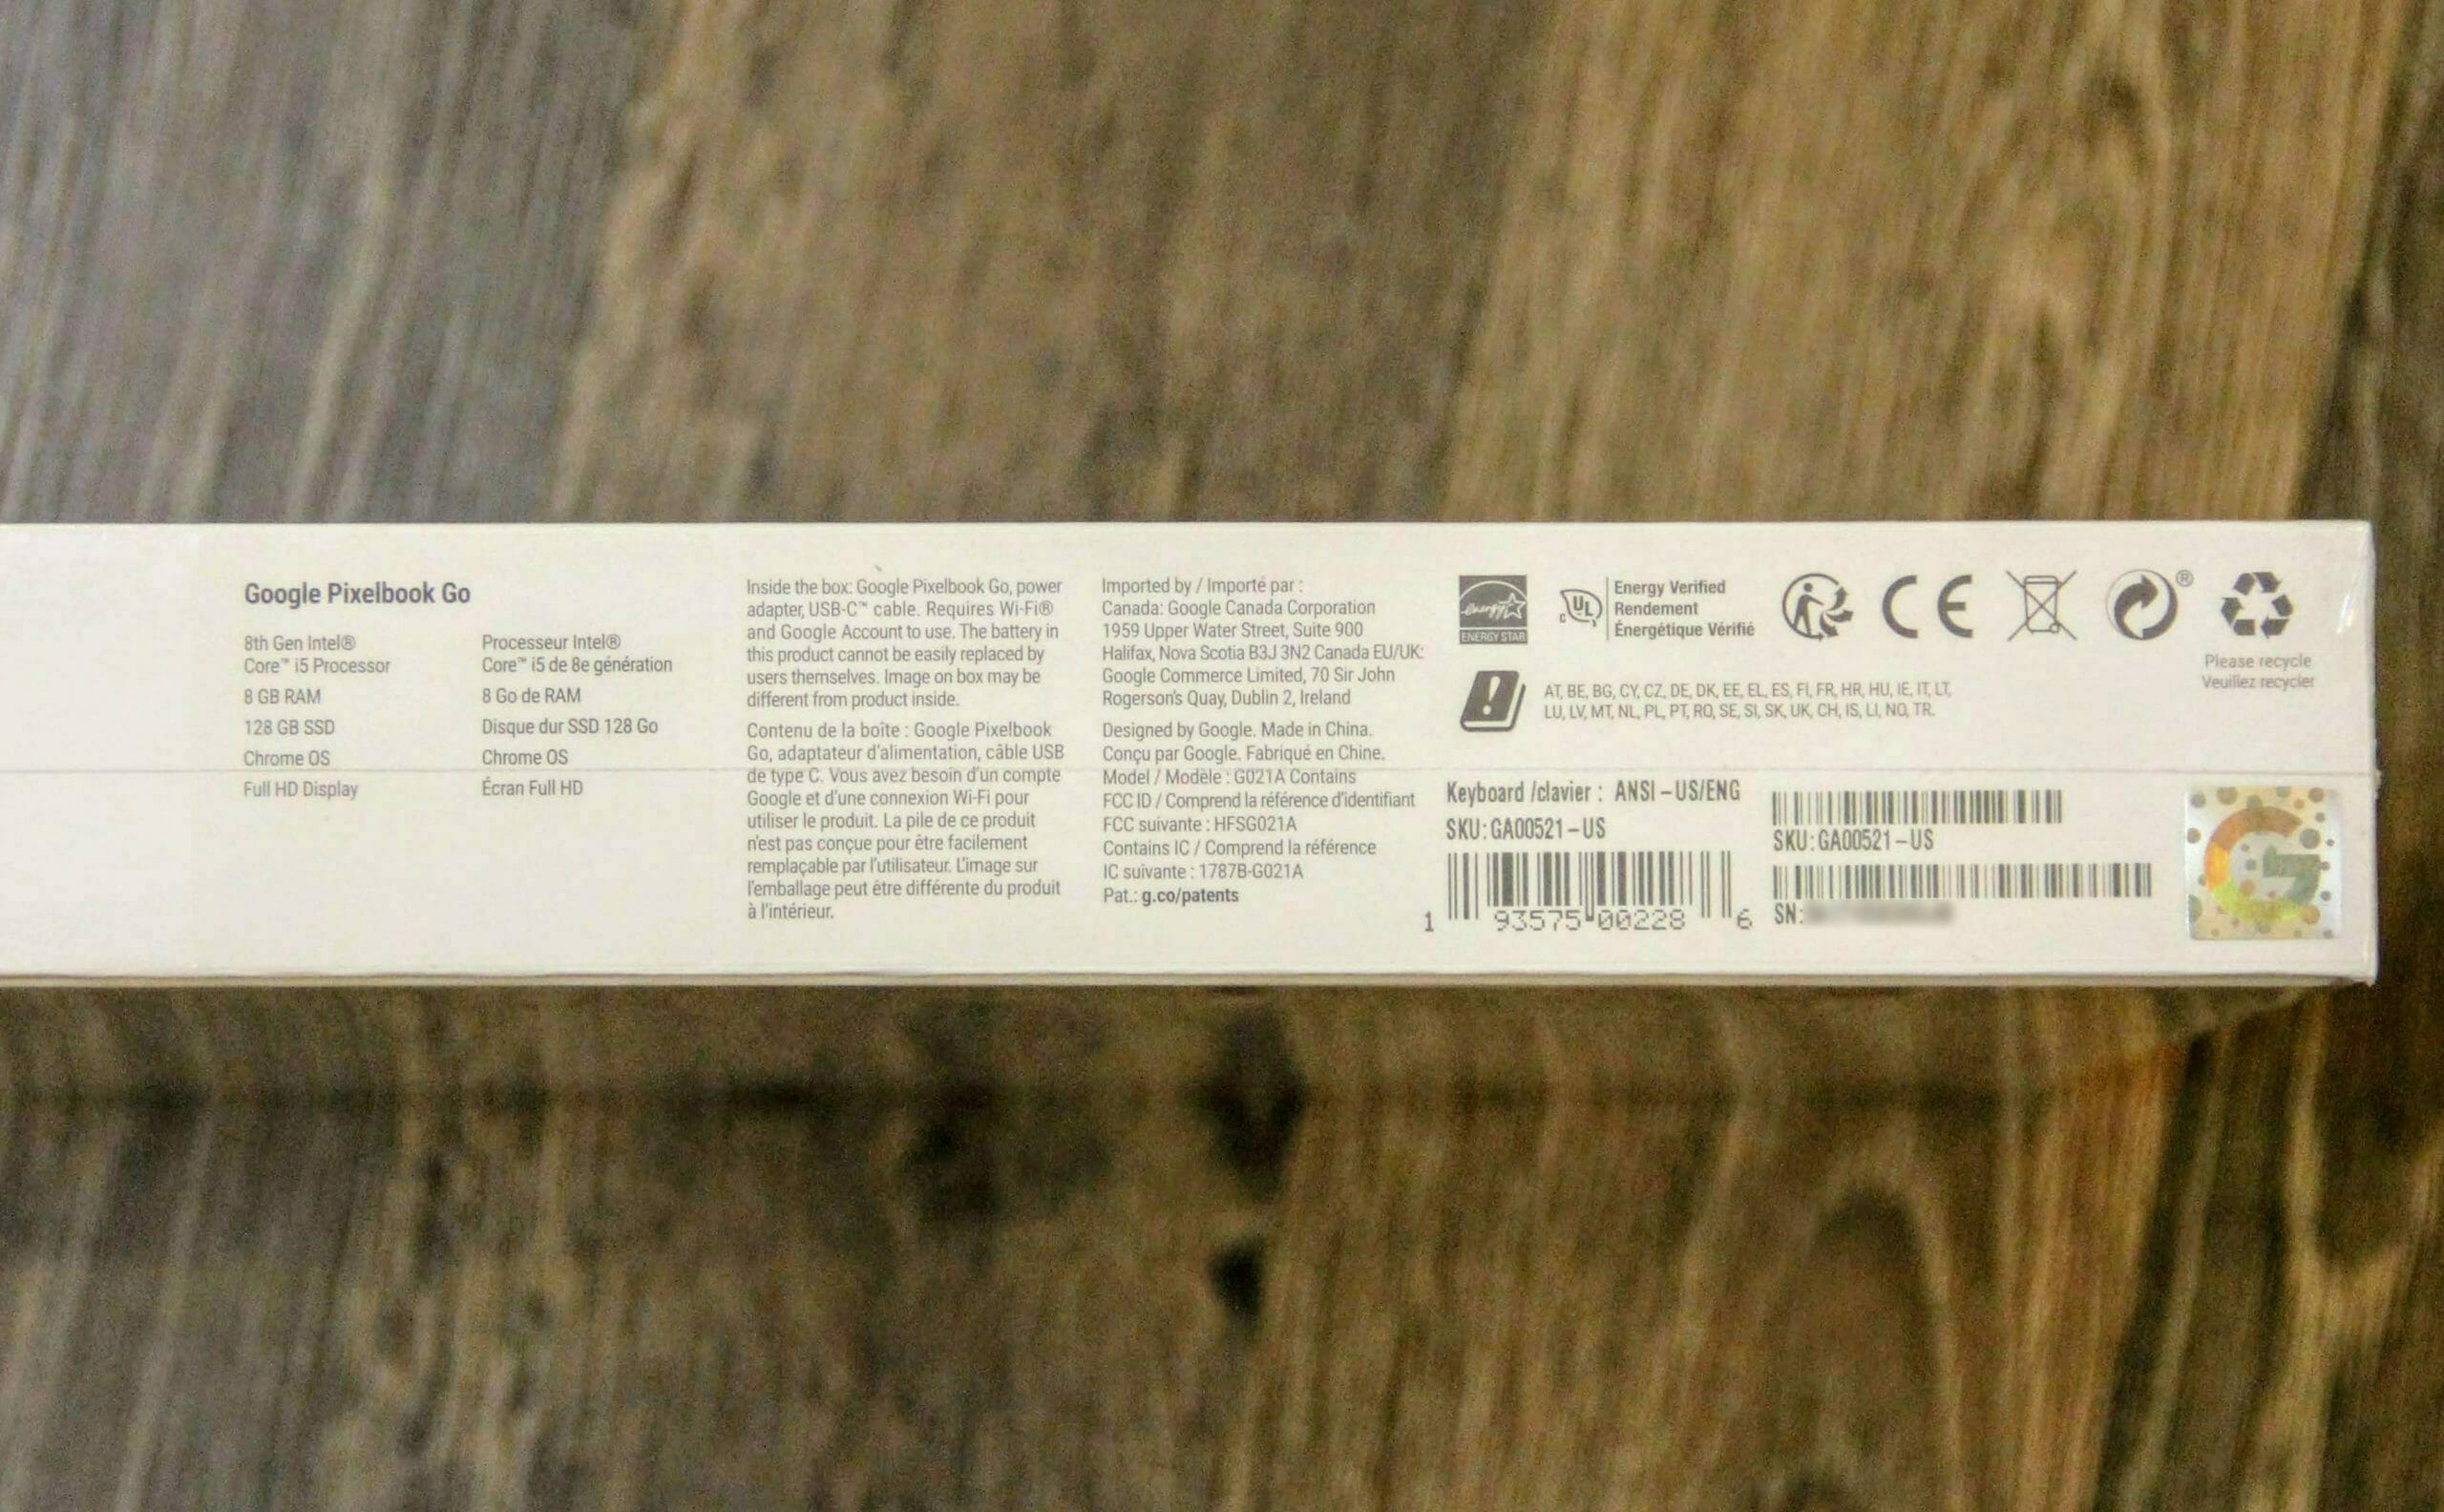 Google Pixelbook Go
8th Gen Intel®
Core™ i5 Processor
8 GB RAM
128 GB SSD
Chrome OS
Full HD Display
Processeur Intel®
Core™ i5 de 8e génération
8 Go de RAM
Disque dur SSD 128 Go
Chrome OS
Écran Full HD
Inside the box: Google Pixelbook Go, power
adapter, USB-C™ cable. Requires Wi-Fi®
and Google Account to use. The battery in
this product cannot be easily replaced by
users themselves. Image on box may be
different from product inside.
Contenu de la boîte : Google Pixelbook
Go, adaptateur d'alimentation, câble USB
de type C. Vous avez besoin d'un compte
Google et d'une connexion Wi-Fi pour
utiliser le produit. La pile de ce produit
n'est pas conçue pour être facilement
remplaçable par l'utilisateur. L'image sur
l'emballage peut être différente du produit
à l'intérieur.
Imported by / Importé par :
Canada: Google Canada Corporation
1959 Upper Water Street, Suite 900
Halifax, Nova Scotia B3J 3N2 Canada EU/UK:
Google Commerce Limited, 70 Sir John
Rogerson's Quay, Dublin 2, Ireland
Designed by Google. Made in China.
Conçu par Google. Fabriqué en Chine.
Model / Modèle : G021A Contains
FCC ID / Comprend la référence d'identifiant
FCC suivante : HFSG021A
Contains IC / Comprend la référence
IC suivante : 1787B-G021A
Pat.: g.co/patents
energy
ENERGY STAR
UL
Energy Verified
Rendement
Énergétique Vérifié
CE
®
Please recycle
Veuillez recycler
AT, BE, BG, CY, CZ, DE, DK, EE, EL, ES, FI, FR, HR, HU, IE, IT, LT,
LU, LV, MT, NL, PL, PT, RO, SE, SI, SK, UK, CH, IS, LI, NO, TR.
Keyboard /clavier : ANSI-US/ENG
SKU:GA00521-US
1 93575 00228 6
SKU:GA00521-US
SN:
G